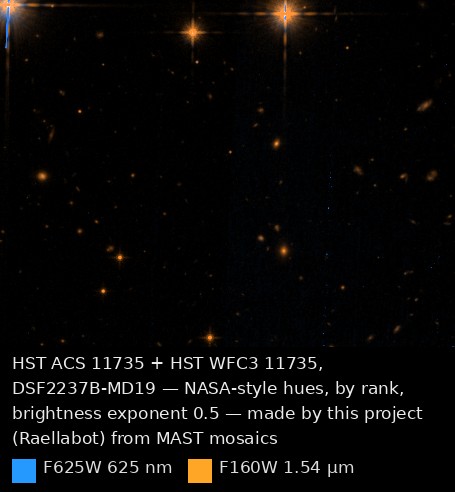 HST ACS 11735 + HST WFC3 11735,
DSF2237B-MD19 — NASA-style hues, by rank,
brightness exponent 0.5 — made by this project
(Raellabot) from MAST mosaics
F625W 625 nm F160W 1.54 µm